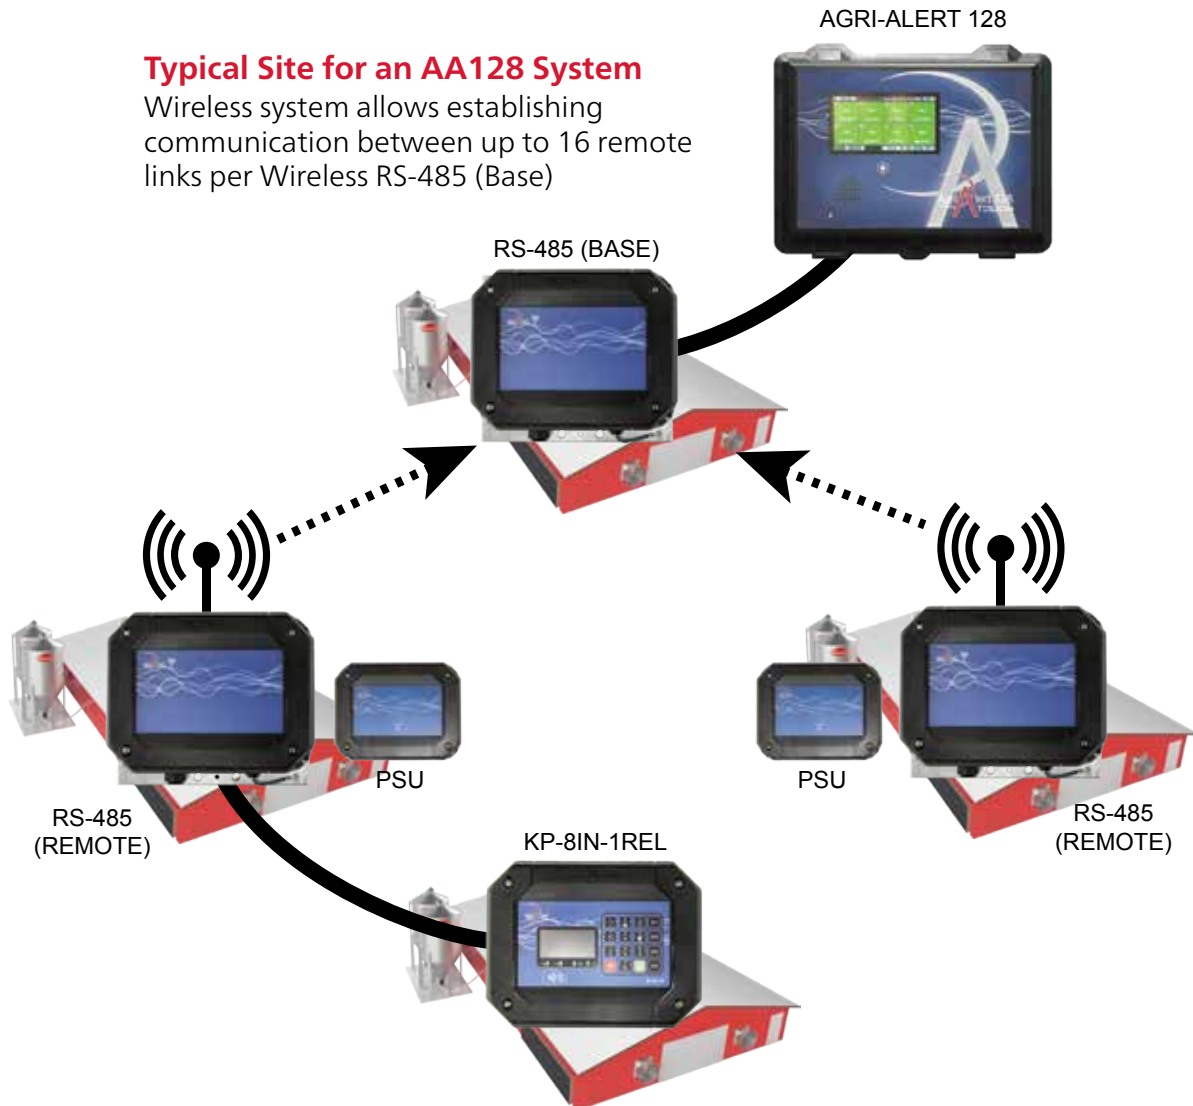 AGRI-ALERT 128
Typical Site for an AA128 System
Wireless system allows establishing
communication between up to 16 remote
links per Wireless RS-485 (Base)
RS-485 (BASE)
PSU
PSU
RS-485
(REMOTE)
RS-485
(REMOTE)
KP-8IN-1REL